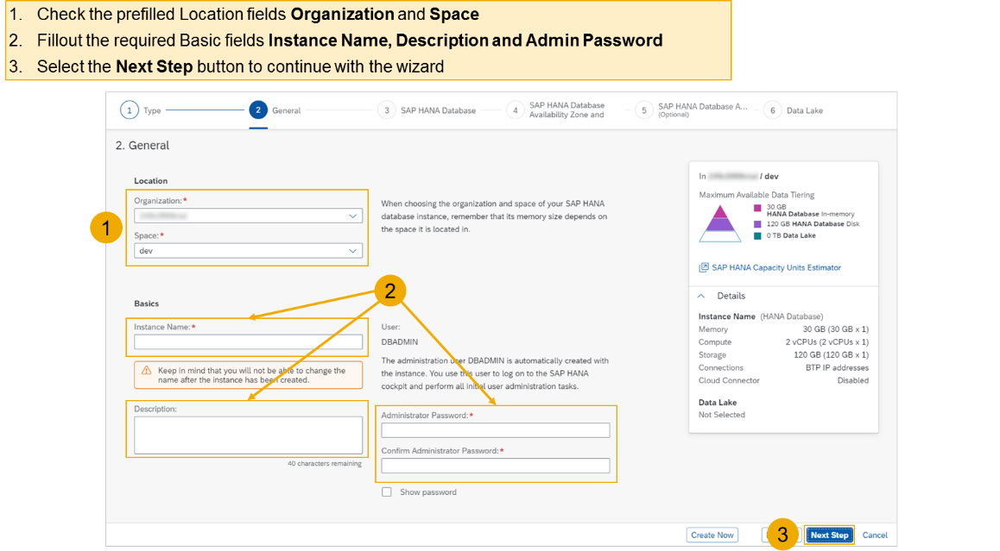 1. Check the prefilled Location fields Organization and Space
2. Fillout the required Basic fields Instance Name, Description and Admin Password
3. Select the Next Step button to continue with the wizard
1 Type
2 General
3 SAP HANA Database
4 SAP HANA Database
Availability Zone and
5 SAP HANA Database A...
(Optional)
6 Data Lake
2. General
Location
Organization:*
Space:*
dev
1
When choosing the organization and space of your SAP HANA
database instance, remember that its memory size depends on
the space it is located in.
2
Basics
Instance Name:*
Keep in mind that you will not be able to change the
name after the instance has been created.
Description:
40 characters remaining
User:
DBADMIN
The administration user DBADMIN is automatically created with
the instance. You use this user to log on to the SAP HANA
cockpit and perform all initial user administration tasks.
Administrator Password:*
Confirm Administrator Password:*
Show password
In / dev
Maximum Available Data Tiering
30 GB
HANA Database In-memory
120 GB HANA Database Disk
0 TB Data Lake
SAP HANA Capacity Units Estimator
Details
Instance Name (HANA Database)
Memory 30 GB (30 GB x 1)
Compute 2 vCPUs (2 vCPUs x 1)
Storage 120 GB (120 GB x 1)
Connections BTP IP addresses
Cloud Connector Disabled
Data Lake
Not Selected
Create Now
3
Next Step
Cancel